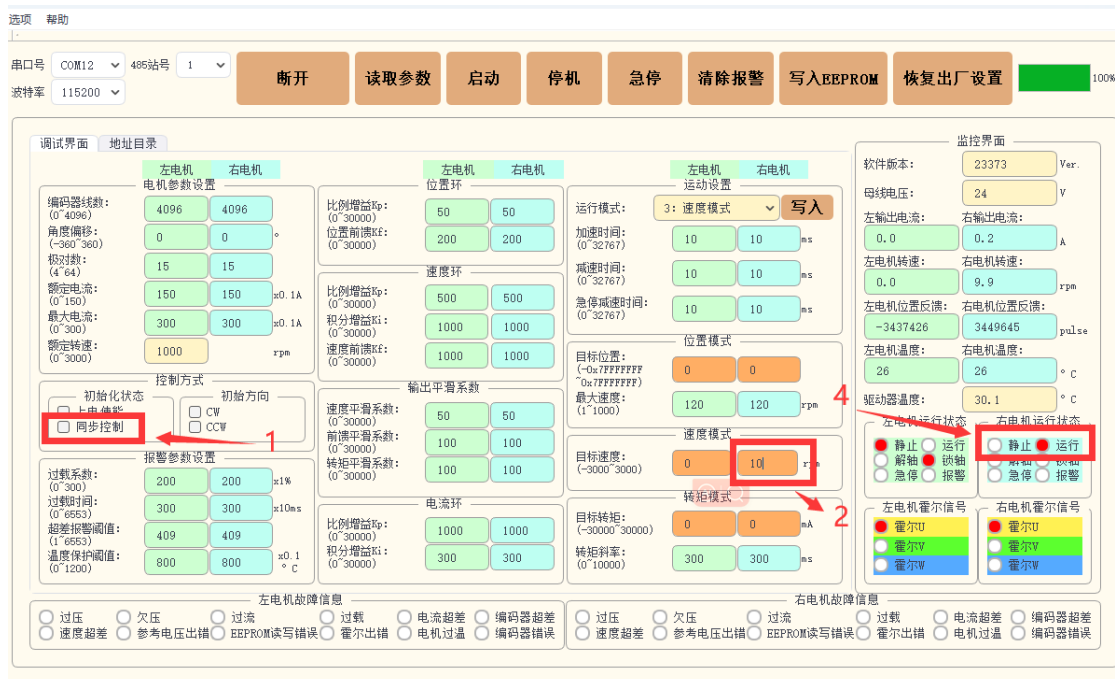 选项 帮助
串口号 COM12 485站号 1
波特率 115200
断开 读取参数 启动 停机 急停 清除报警 写入EEPROM 恢复出厂设置 100%
调试界面 地址目录
左电机 右电机
电机参数设置
编码器线数:
(0~4096) 4096 4096
角度偏移:
(-360~360) 0 0 °
极对数:
(4~64) 15 15
额定电流:
(0~150) 150 150 x0.1A
最大电流:
(0~300) 300 300 x0.1A
额定转速:
(0~3000) 1000 rpm
控制方式
初始化状态 初始方向
上电使能 CW
同步控制 CCW
1
报警参数设置
过载系数:
(0~300) 200 200 x1%
过载时间:
(0~6553) 300 300 x10ms
超差报警阈值:
(1~6553) 409 409
温度保护阈值:
(0~1200) 800 800 x0.1
°C
左电机 右电机
位置环
比例增益Kp:
(0~30000) 50 50
位置前馈Kf:
(0~30000) 200 200
速度环
比例增益Kp:
(0~30000) 500 500
积分增益Ki:
(0~30000) 1000 1000
速度前馈Kf:
(0~30000) 1000 1000
输出平滑系数
速度平滑系数:
(0~30000) 50 50
前馈平滑系数:
(0~30000) 100 100
转矩平滑系数:
(0~30000) 100 100
电流环
比例增益Kp:
(0~30000) 1000 1000
积分增益Ki:
(0~30000) 300 300
左电机 右电机
运动设置
运行模式: 3: 速度模式 写入
加速时间:
(0~32767) 10 10 ms
减速时间:
(0~32767) 10 10 ms
急停减速时间:
(0~32767) 10 10 ms
位置模式
目标位置:
(-0x7FFFFFFF
~0x7FFFFFFF) 0 0
最大速度:
(1~1000) 120 120 rpm
速度模式
目标速度:
(-3000~3000) 0 10 rpm
2
转矩模式
目标转矩:
(-30000~30000) 0 0 mA
转矩斜率:
(0~10000) 300 300 ms
监控界面
软件版本: 23373 Ver.
母线电压: 24 V
左输出电流: 右输出电流:
0.0 0.2 A
左电机转速: 右电机转速:
0.0 9.9 rpm
左电机位置反馈: 右电机位置反馈:
-3437426 3449645 pulse
左电机温度: 右电机温度:
26 26 °C
驱动器温度: 30.1 °C
4
左电机运行状态 右电机运行状态
静止 运行 静止 运行
解轴 锁轴 解轴 锁轴
急停 报警 急停 报警
左电机霍尔信号 右电机霍尔信号
霍尔U 霍尔U
霍尔V 霍尔V
霍尔W 霍尔W
左电机故障信息
过压 欠压 过流 过载 电流超差 编码器超差
速度超差 参考电压出错 EEPROM读写错误 霍尔出错 电机过温 编码器错误
右电机故障信息
过压 欠压 过流 过载 电流超差 编码器超差
速度超差 参考电压出错 EEPROM读写错误 霍尔出错 电机过温 编码器错误